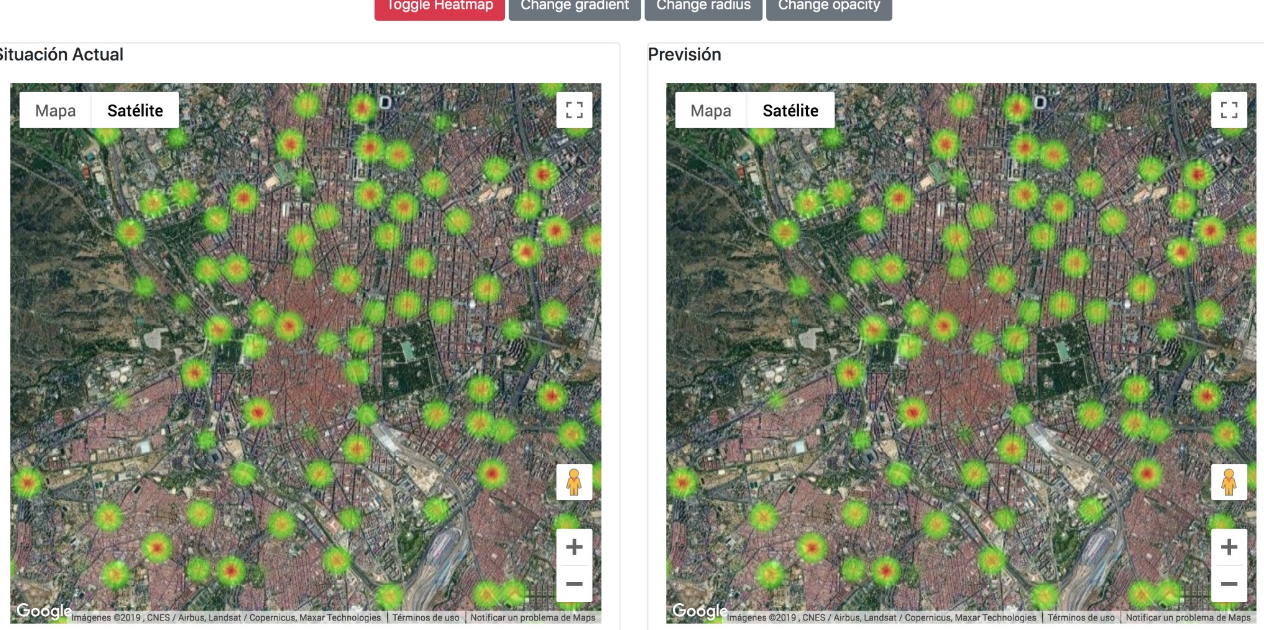 Toggle Heatmap
Change gradient
Change radius
Change opacity
Situación Actual
Mapa
Satélite
Google
Imágenes ©2019 , CNES / Airbus, Landsat / Copernicus, Maxar Technologies
Términos de uso
Notificar un problema de Maps
Previsión
Mapa
Satélite
Google
Imágenes ©2019 , CNES / Airbus, Landsat / Copernicus, Maxar Technologies
Términos de uso
Notificar un problema de Maps